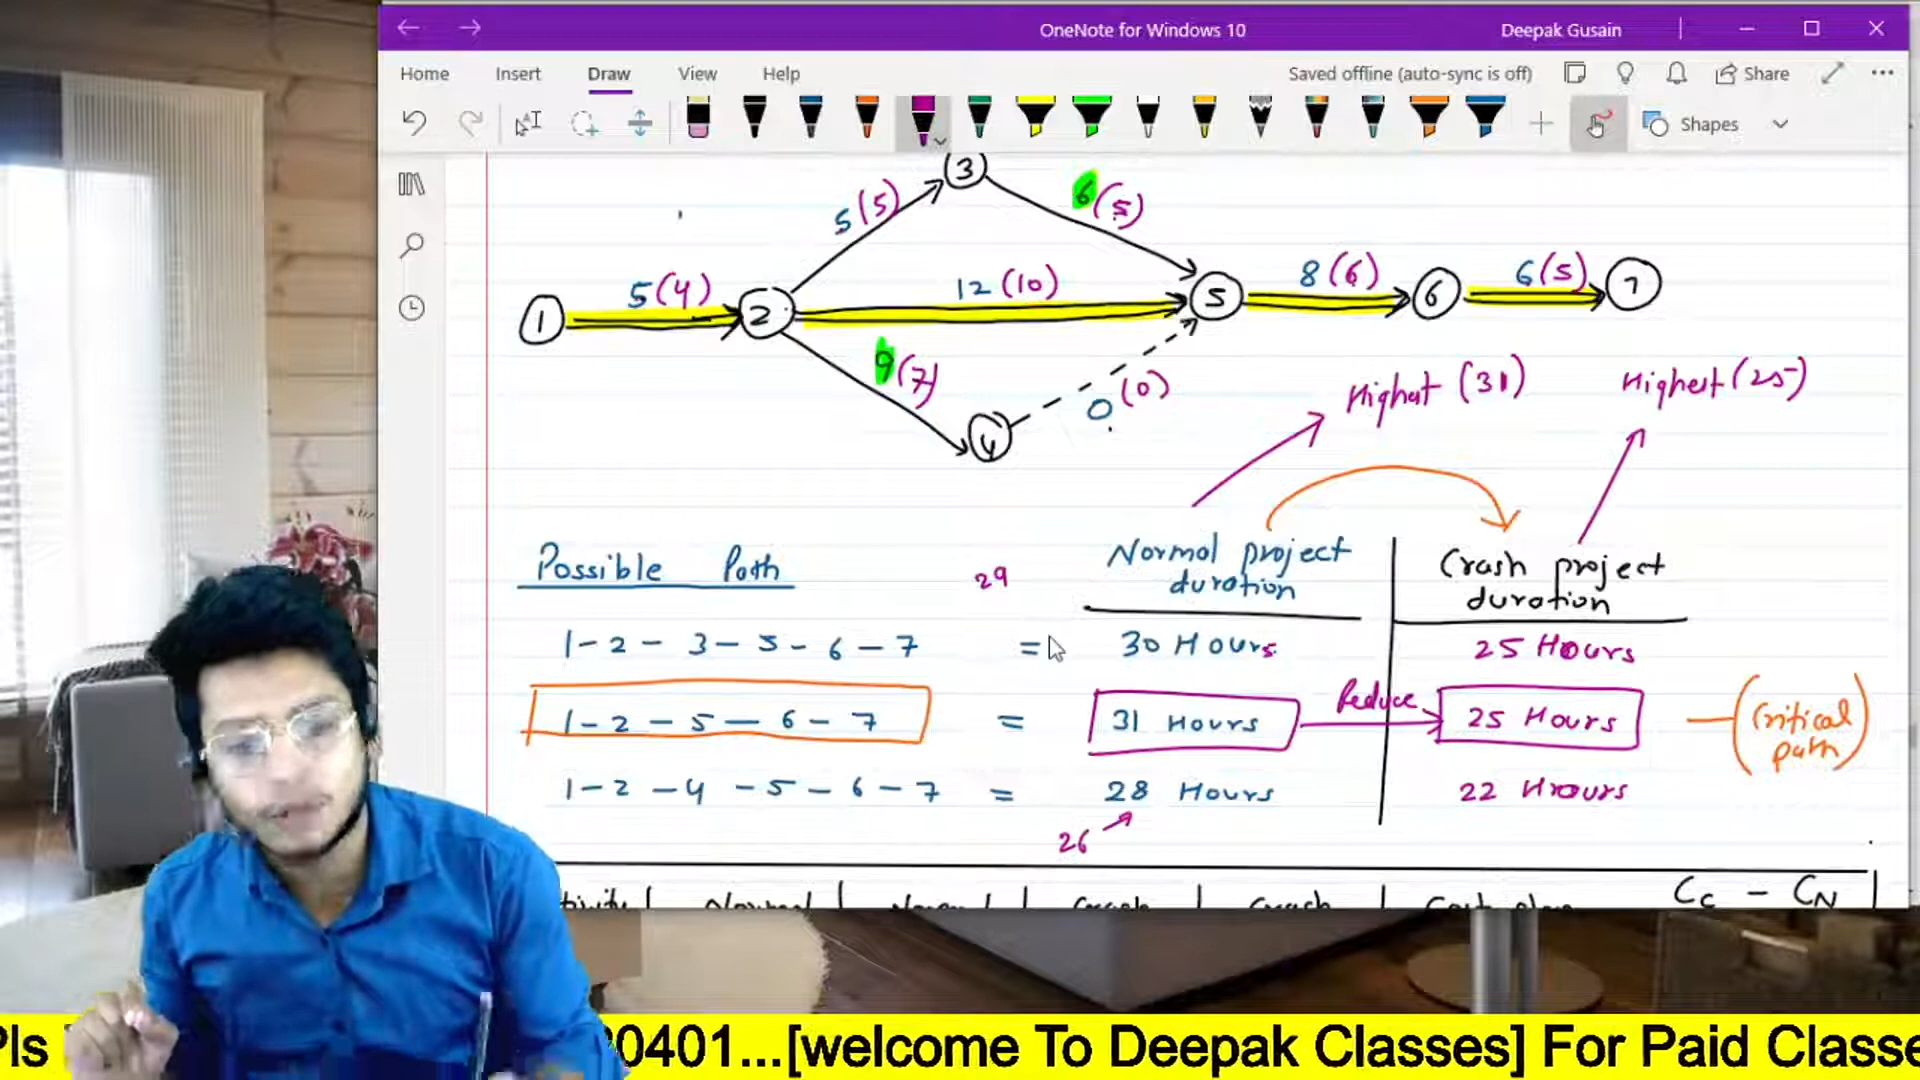 OneNote for Windows 10
Deepak Gusain
Home Insert Draw View Help
Saved offline (auto-sync is off) Share
Shapes
3
5(5)
6(5)
5(4)
12(10)
8(6)
6(5)
1
2
5
6
7
9(7)
0(0)
4
Highest (31)
Highest (25)
Possible Path
29
Normal project
duration
Crash project
duration
1-2-3-5-6-7 = 30 Hours 25 Hours
1-2-5-6-7 = 31 Hours Reduce 25 Hours (Critical
path)
1-2-4-5-6-7 = 28 Hours 22 Hours
26
Cc - CN
Pls
0401...[welcome To Deepak Classes] For Paid Classe